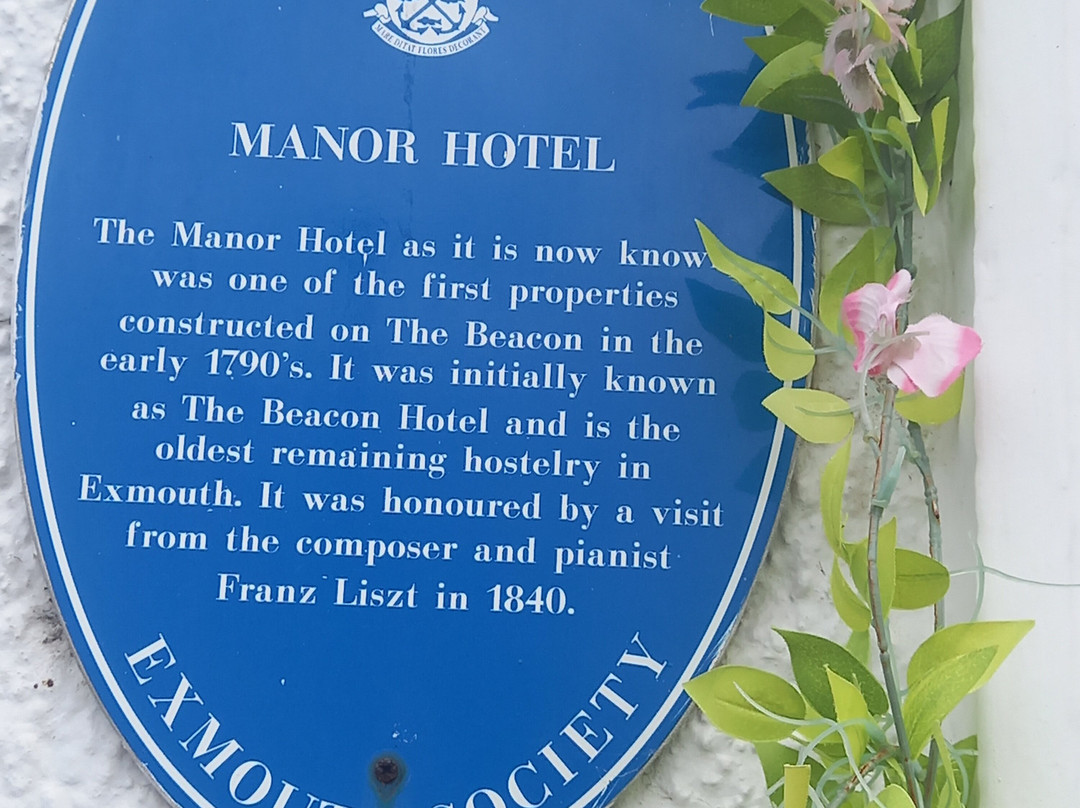 MARE DITAT FLORES DECORANT
MANOR HOTEL
The Manor Hotel as it is now know
was one of the first properties
constructed on The Beacon in the
early 1790's. It was initially known
as The Beacon Hotel and is the
oldest remaining hostelry in
Exmouth. It was honoured by a visit
from the composer and pianist
Franz Liszt in 1840.
EXMOUTH SOCIETY